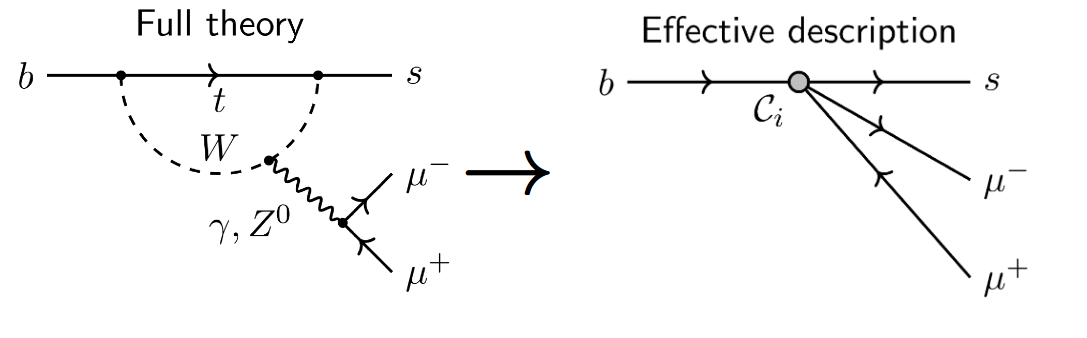 Full theory
b
t
s
W
γ, Z⁰
μ⁻
μ⁺
Effective description
b
s
𝒞ᵢ
μ⁻
μ⁺